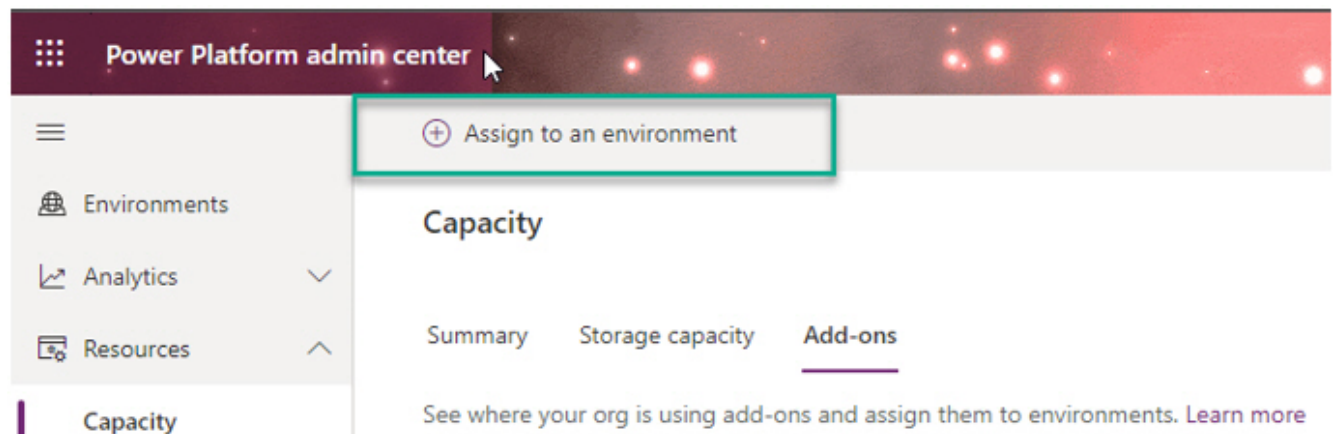 Power Platform admin center
Assign to an environment
Environments
Analytics
Resources
Capacity
Capacity
Summary Storage capacity Add-ons
See where your org is using add-ons and assign them to environments. Learn more